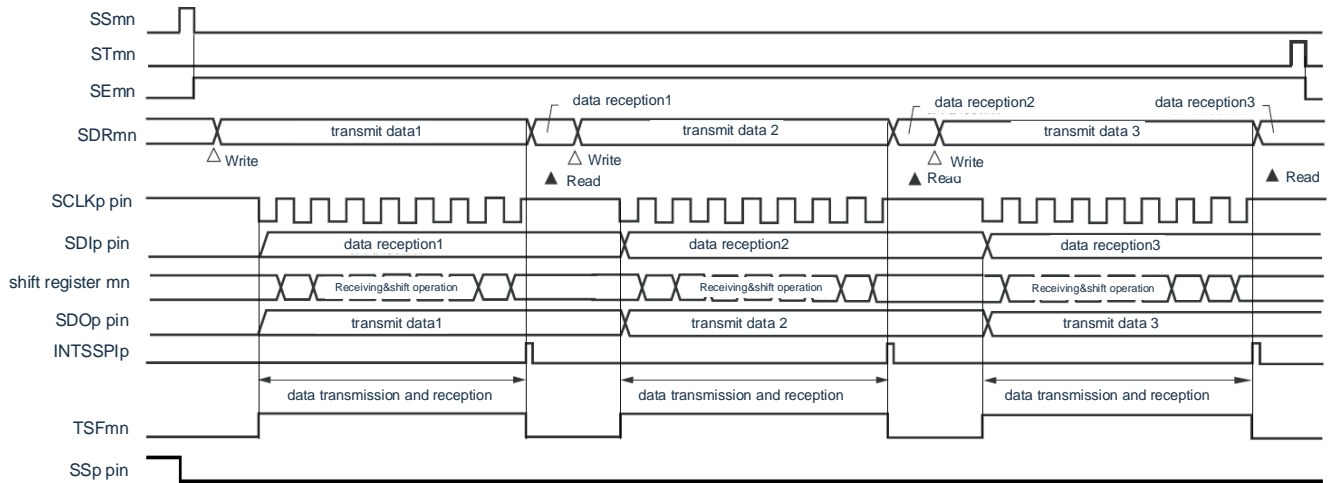 SSmn
STmn
SEmn
data reception1
data reception2
data reception3
SDRmn
transmit data1
transmit data 2
transmit data 3
Write
Write
Write
Read
Read
Read
SCLKp pin
SDIp pin
data reception1
data reception2
data reception3
shift register mn
Receiving&shift operation
Receiving&shift operation
Receiving&shift operation
SDOp pin
transmit data1
transmit data 2
transmit data 3
INTSSPIp
data transmission and reception
data transmission and reception
data transmission and reception
TSFmn
SSp pin